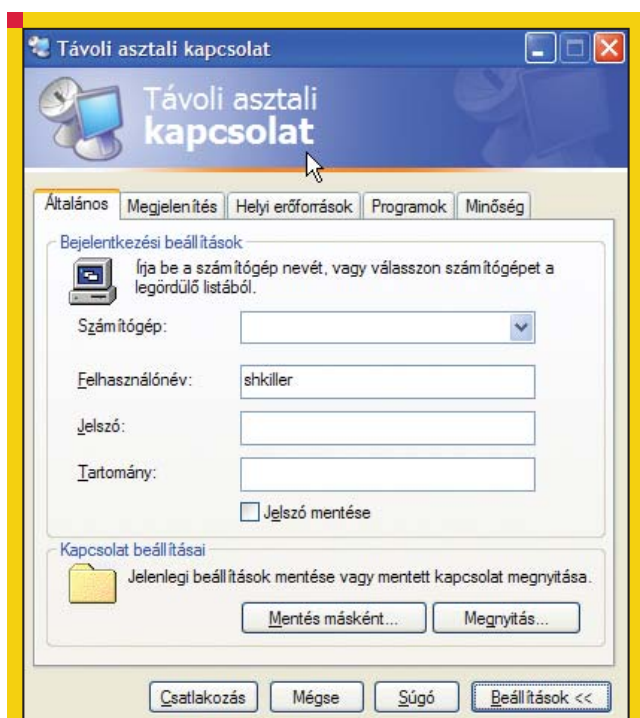 Távoli asztali kapcsolat
Távoli asztali
kapcsolat
Általános Megjelenítés Helyi erőforrások Programok Minőség
Bejelentkezési beállítások
Írja be a számítógép nevét, vagy válasszon számítógépet a
legördülő listából.
Számítógép:
Felhasználónév: shkiller
Jelszó:
Tartomány:
Jelszó mentése
Kapcsolat beállításai
Jelenlegi beállítások mentése vagy mentett kapcsolat megnyitása.
Mentés másként... Megnyitás...
Csatlakozás Mégse Súgó Beállítások <<